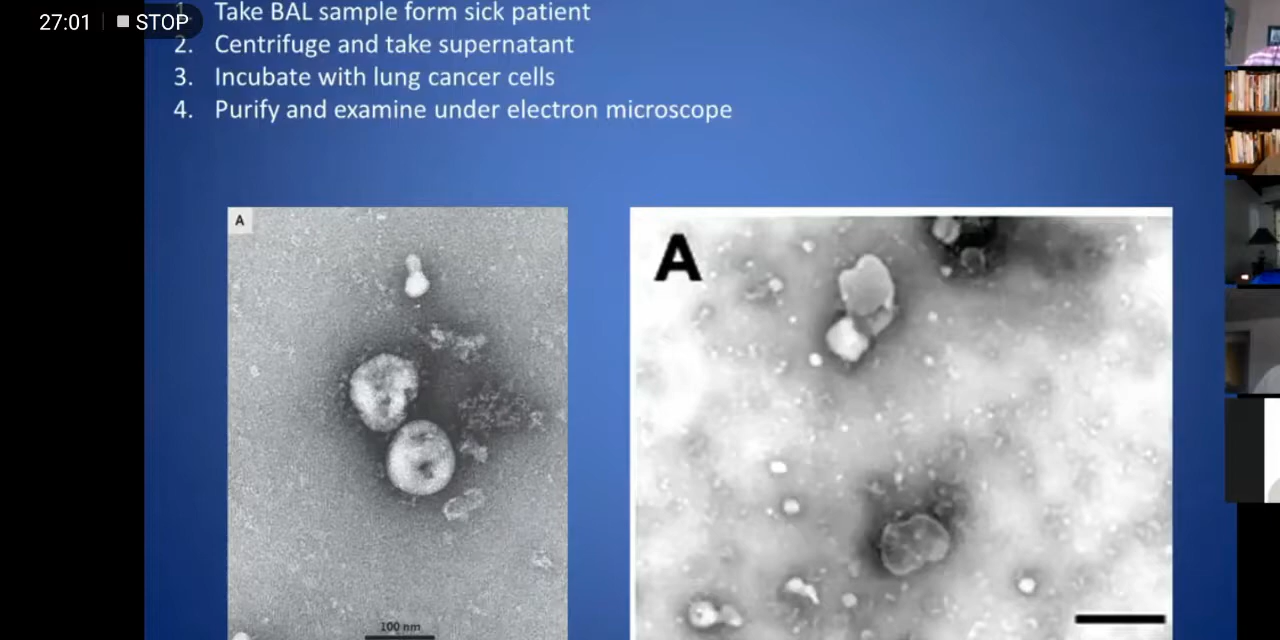 27:01 STOP
1. Take BAL sample form sick patient
2. Centrifuge and take supernatant
3. Incubate with lung cancer cells
4. Purify and examine under electron microscope
A
A
100 nm